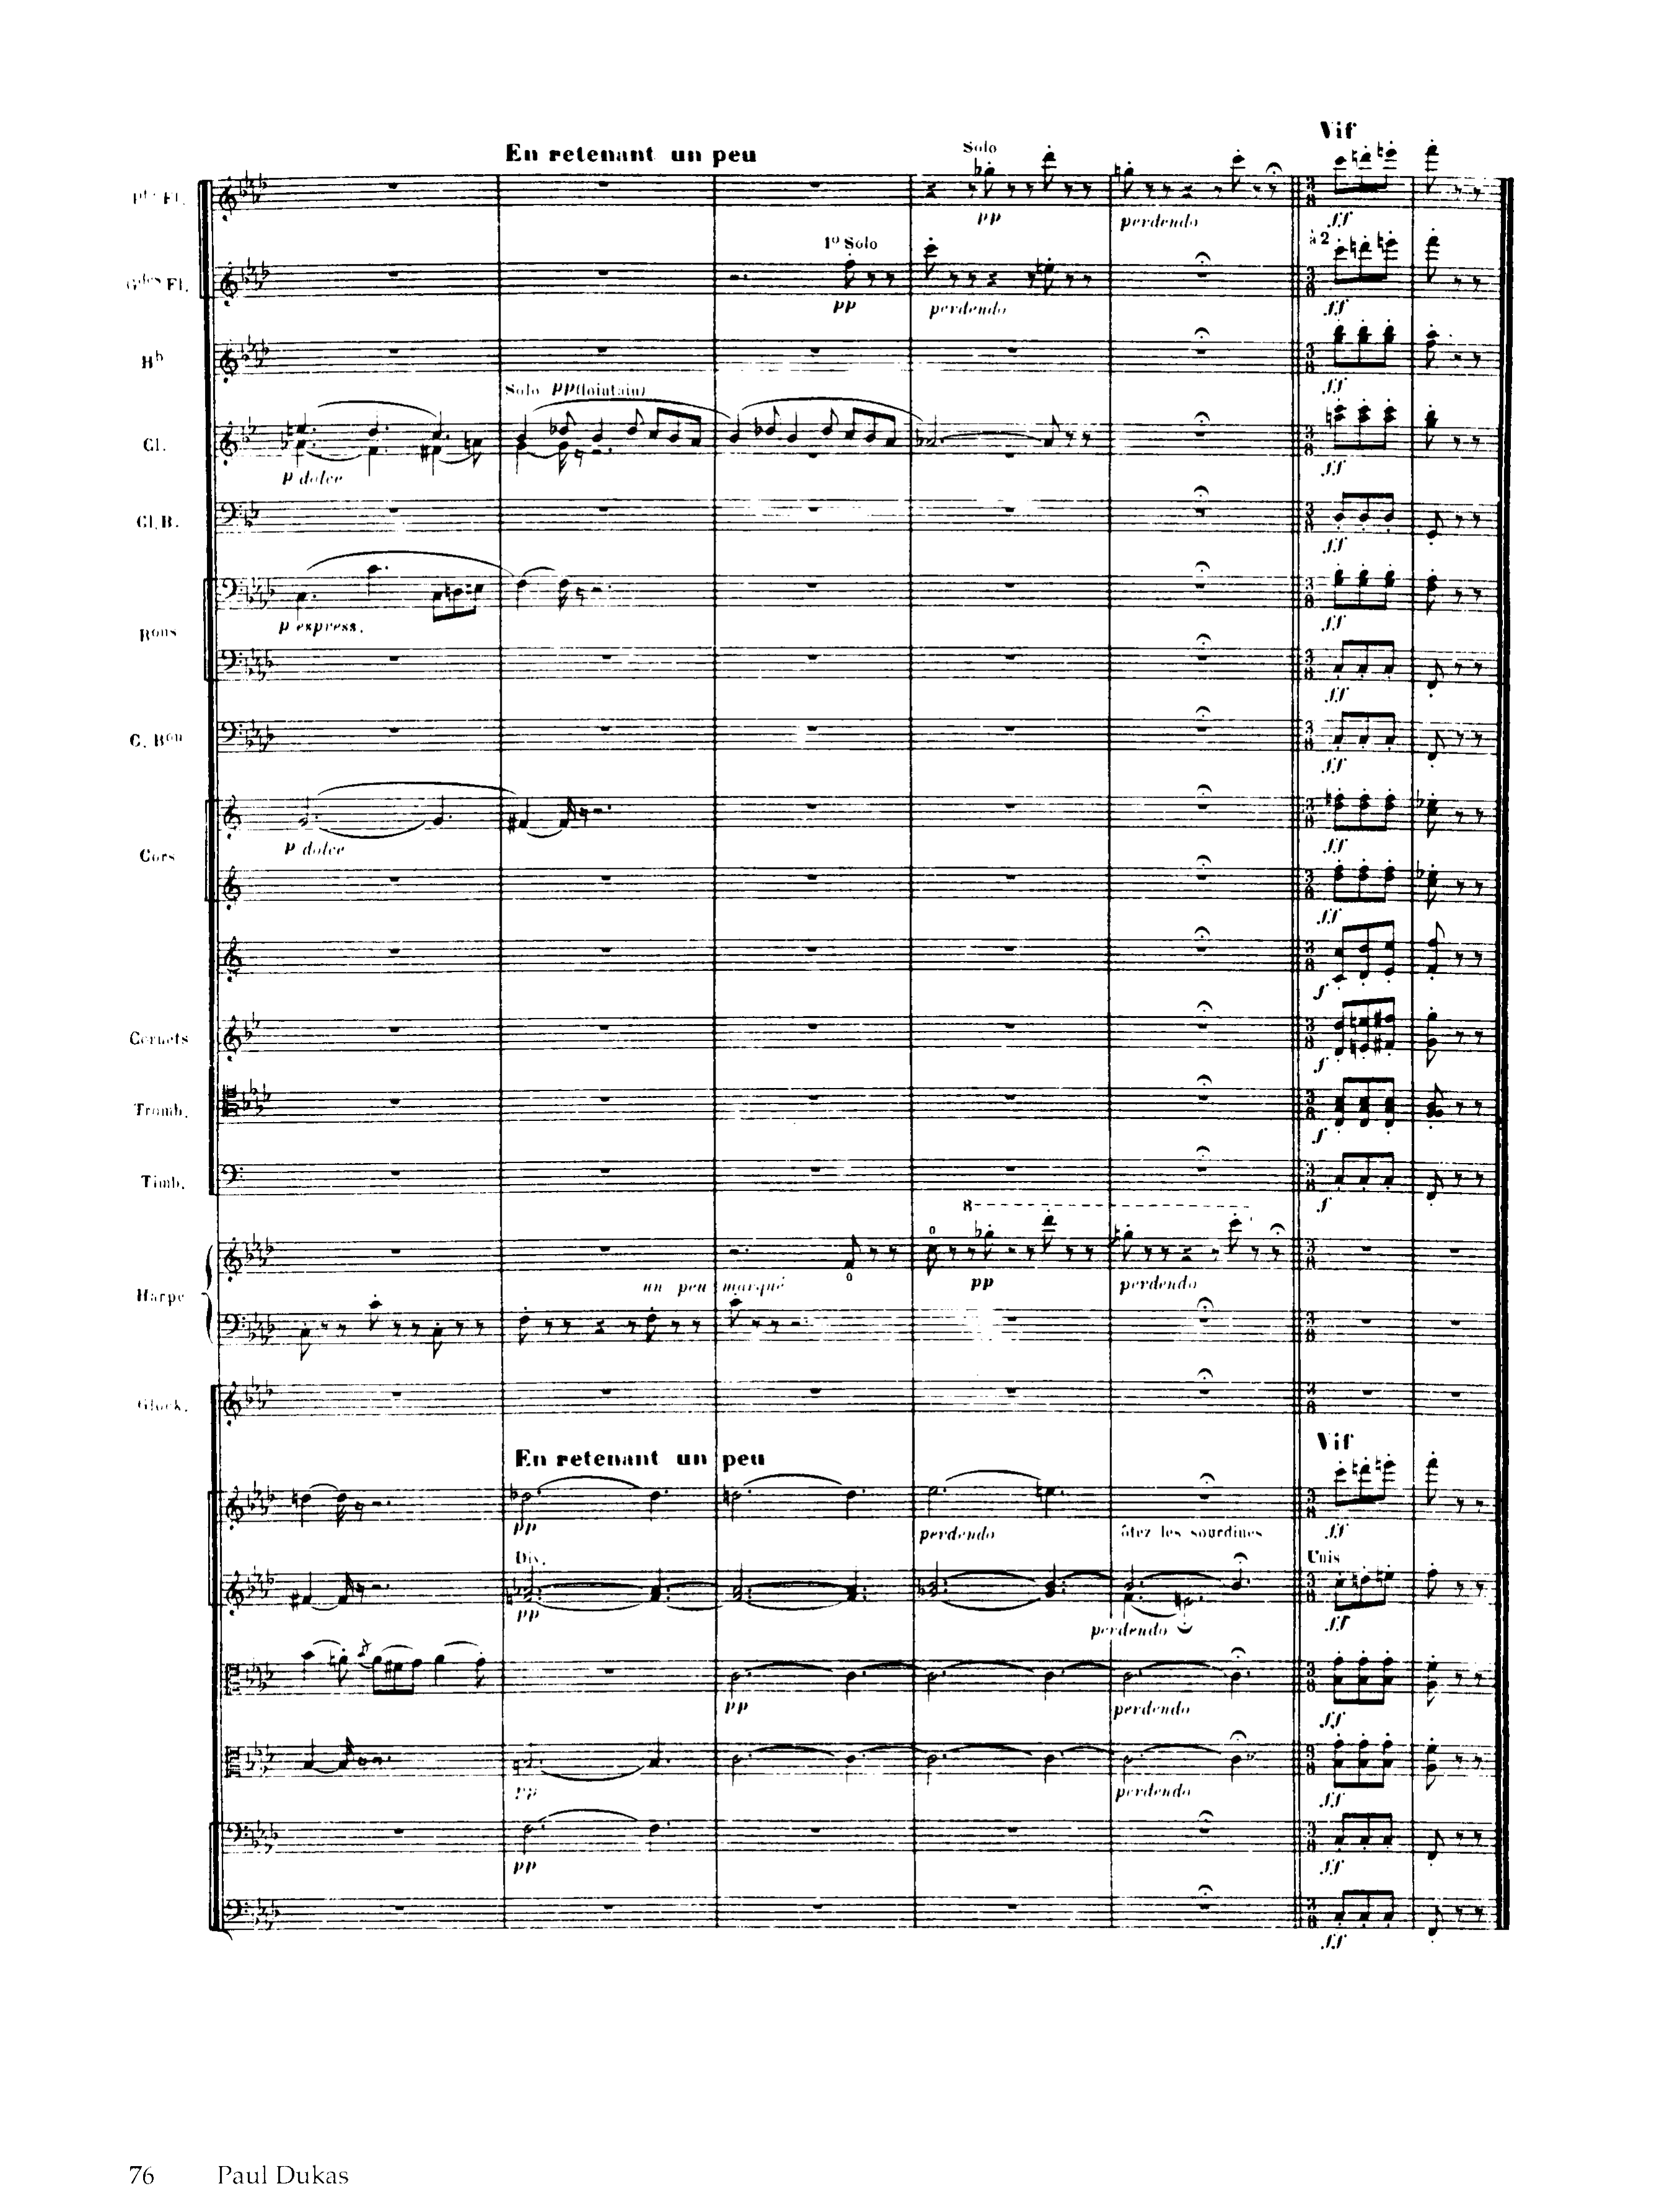 Vif
En retenant un peu
Solo
Pte Fl.
pp
perdendo
ff
à 2
1º Solo
Gdes Fl.
pp
perdendo
ff
Hb
ff
Solo pp (lointain)
Cl.
p dolce
ff
Cl. B.
ff
p express.
ff
Bons
ff
C. Bon
ff
p dolce
ff
Cors
ff
f
Cornets
f
Tromb.
f
Timb.
f
8
un peu marqué
pp
perdendo
Harpe
Glock.
En retenant un peu
Vif
pp
perdendo
ôtez les sourdines
ff
Div.
Unis
pp
perdendo
ff
pp
perdendo
ff
pp
perdendo
ff
pp
ff
ff
76 Paul Dukas